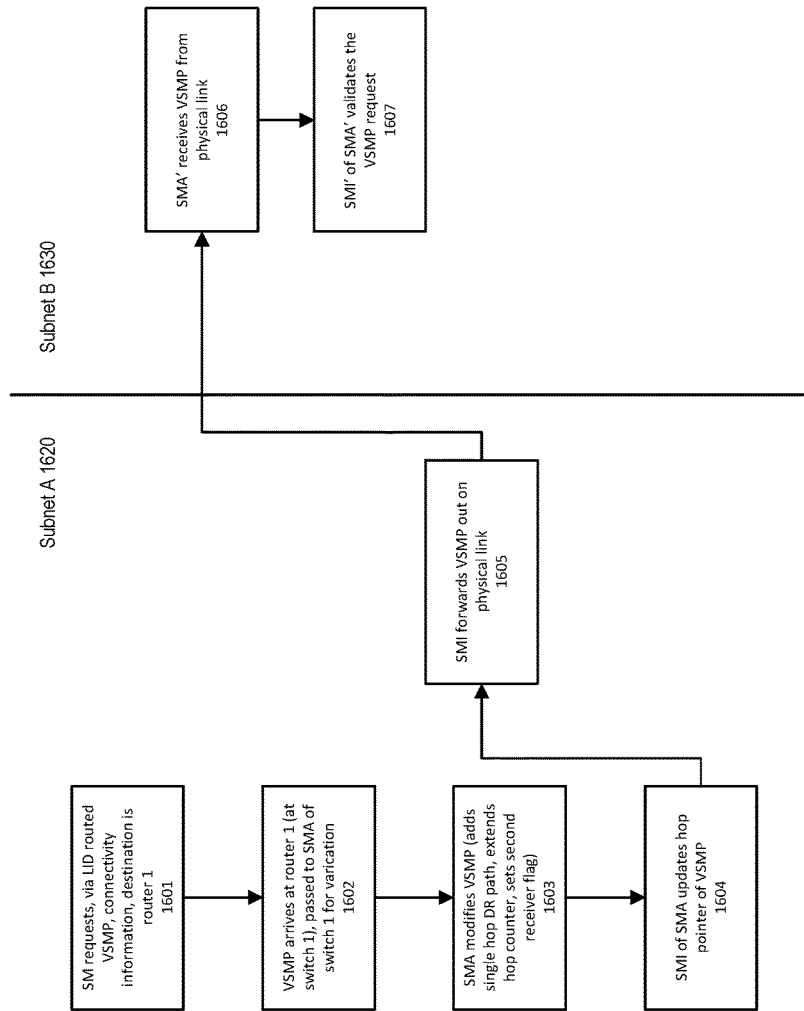 Subnet A 1620
SM requests, via LID routed
VSMP, connectivity
information, destination is
router 1
1601
VSMP arrives at router 1 (at
switch 1), passed to SMA of
switch 1 for varication
1602
SMA modifies VSMP (adds
single hop DR path, extends
hop counter, sets second
receiver flag)
1603
SMI of SMA updates hop
pointer of VSMP
1604
SMI forwards VSMP out on
physical link
1605
Subnet B 1630
SMA' receives VSMP from
physical link
1606
SMI' of SMA' validates the
VSMP request
1607